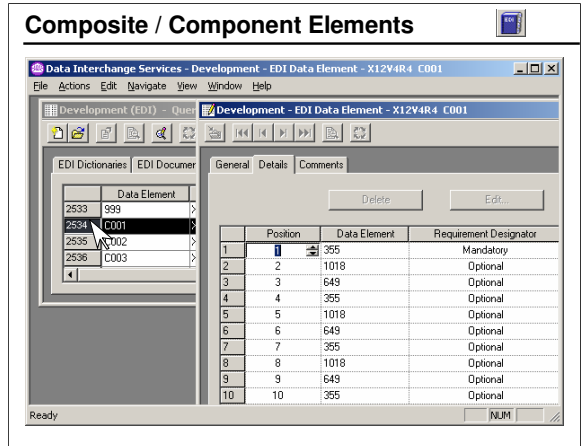 Composite / Component Elements
EDI
Data Interchange Services - Development - EDI Data Element - X12V4R4 C001
File Actions Edit Navigate View Window Help
Development (EDI) - Quer
Development - EDI Data Element - X12V4R4 C001
EDI Dictionaries EDI Documer
General Details Comments
Delete Edit...
Data Element
2533 999
2534 C001
2535 C002
2536 C003
Position Data Element Requirement Designator
1 1 355 Mandatory
2 2 1018 Optional
3 3 649 Optional
4 4 355 Optional
5 5 1018 Optional
6 6 649 Optional
7 7 355 Optional
8 8 1018 Optional
9 9 649 Optional
10 10 355 Optional
Ready NUM